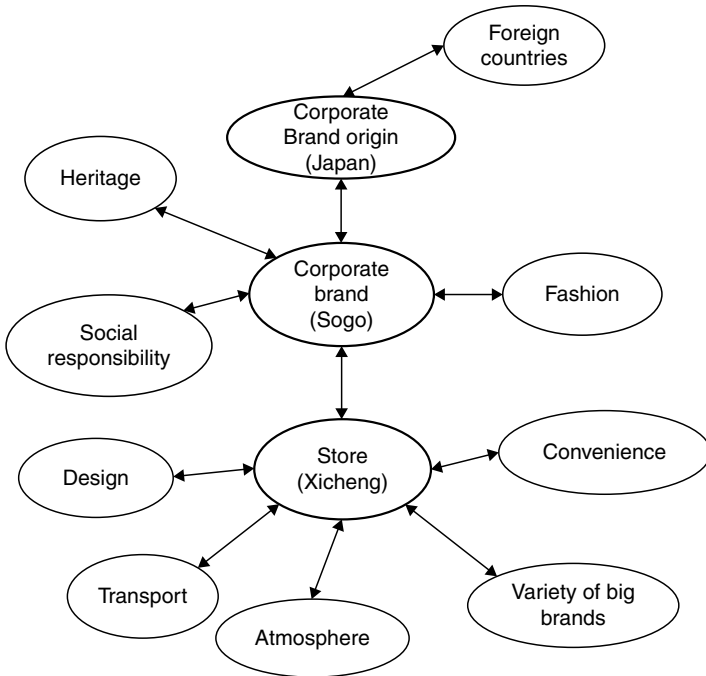 Foreign
countries
Corporate
Brand origin
(Japan)
Heritage
Corporate
brand
(Sogo)
Fashion
Social
responsibility
Store
(Xicheng)
Convenience
Design
Transport
Atmosphere
Variety of big
brands